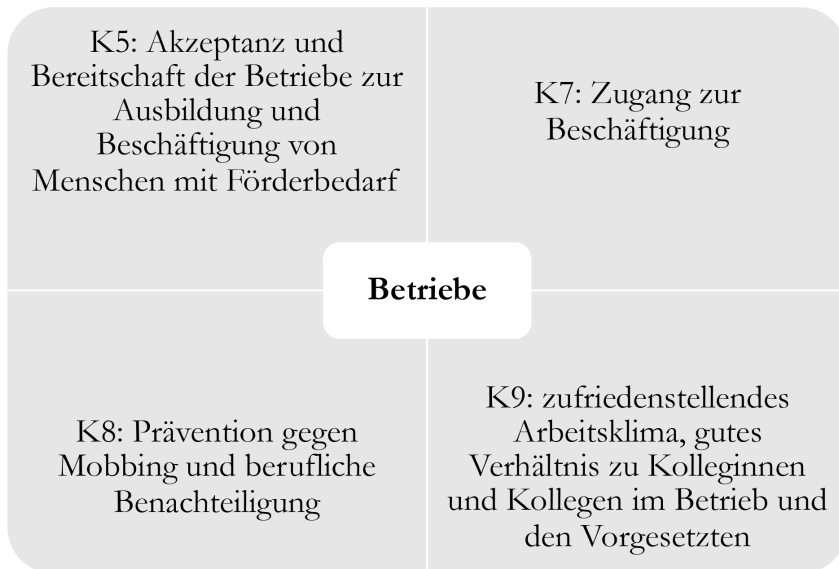 K5: Akzeptanz und
Bereitschaft der Betriebe zur
Ausbildung und
Beschäftigung von
Menschen mit Förderbedarf
K7: Zugang zur
Beschäftigung
Betriebe
K8: Prävention gegen
Mobbing und berufliche
Benachteiligung
K9: zufriedenstellendes
Arbeitsklima, gutes
Verhältnis zu Kolleginnen
und Kollegen im Betrieb und
den Vorgesetzten